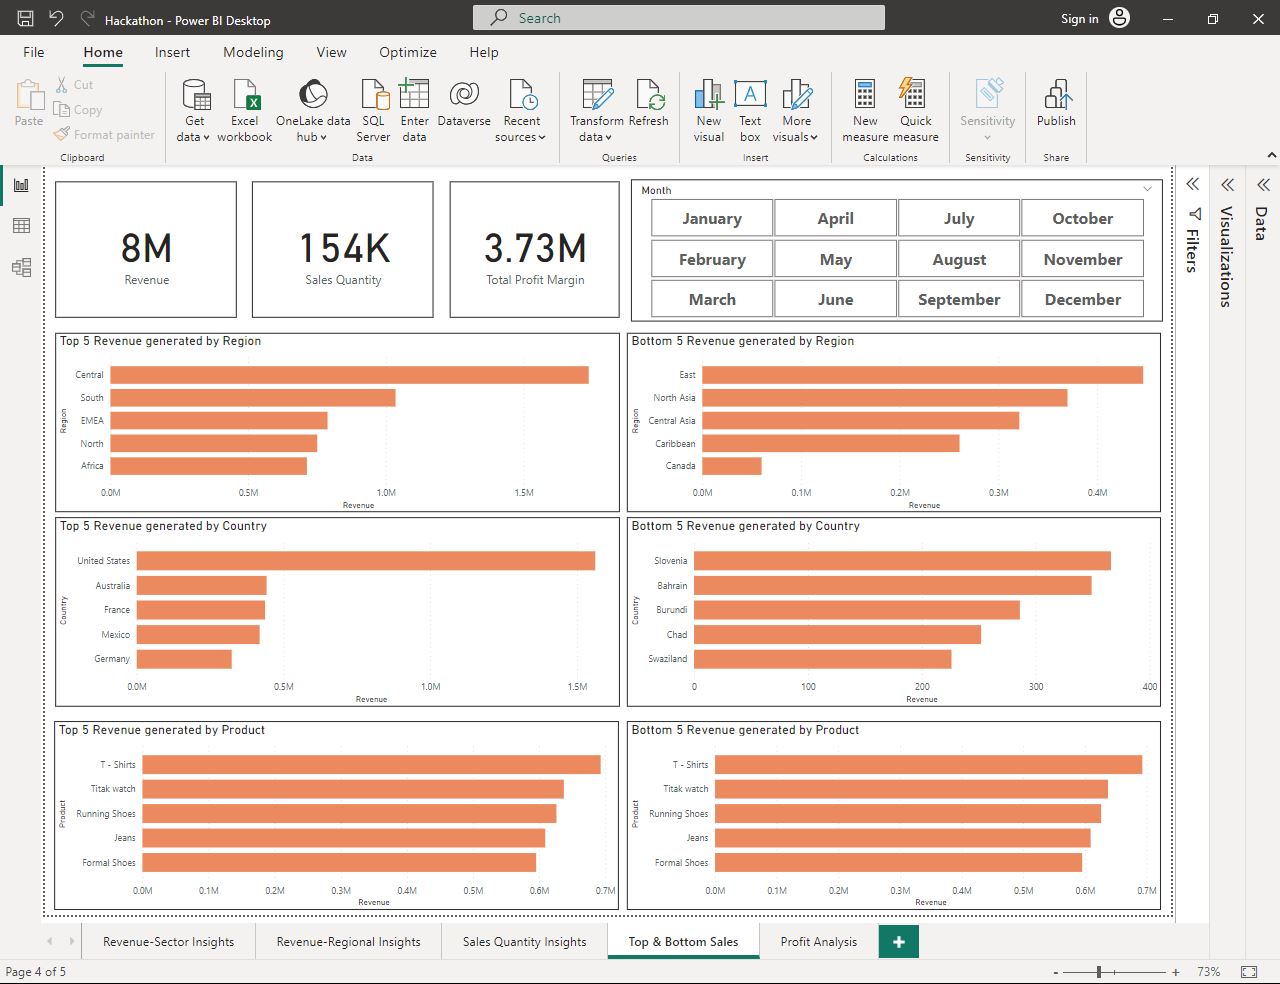 Hackathon - Power BI Desktop
Search
Sign in
File
Home
Insert
Modeling
View
Optimize
Help
Paste
Cut
Copy
Format painter
Clipboard
Get data
Excel workbook
OneLake data hub
SQL Server
Enter data
Dataverse
Recent sources
Data
Transform data
Refresh
Queries
New visual
Text box
More visuals
Insert
New measure
Quick measure
Calculations
Sensitivity
Sensitivity
Publish
Share
8M
Revenue
154K
Sales Quantity
3.73M
Total Profit Margin
Month
January April July October
February May August November
March June September December
Filters
Visualizations
Data
Top 5 Revenue generated by Region
Region
Central
South
EMEA
North
Africa
0.0M 0.5M 1.0M 1.5M
Revenue
Bottom 5 Revenue generated by Region
Region
East
North Asia
Central Asia
Caribbean
Canada
0.0M 0.1M 0.2M 0.3M 0.4M
Revenue
Top 5 Revenue generated by Country
Country
United States
Australia
France
Mexico
Germany
0.0M 0.5M 1.0M 1.5M
Revenue
Bottom 5 Revenue generated by Country
Country
Slovenia
Bahrain
Burundi
Chad
Swaziland
0 100 200 300 400
Revenue
Top 5 Revenue generated by Product
Product
T - Shirts
Titak watch
Running Shoes
Jeans
Formal Shoes
0.0M 0.1M 0.2M 0.3M 0.4M 0.5M 0.6M 0.7M
Revenue
Bottom 5 Revenue generated by Product
Product
T - Shirts
Titak watch
Running Shoes
Jeans
Formal Shoes
0.0M 0.1M 0.2M 0.3M 0.4M 0.5M 0.6M 0.7M
Revenue
Revenue-Sector Insights
Revenue-Regional Insights
Sales Quantity Insights
Top & Bottom Sales
Profit Analysis
+
Page 4 of 5
- + 73%